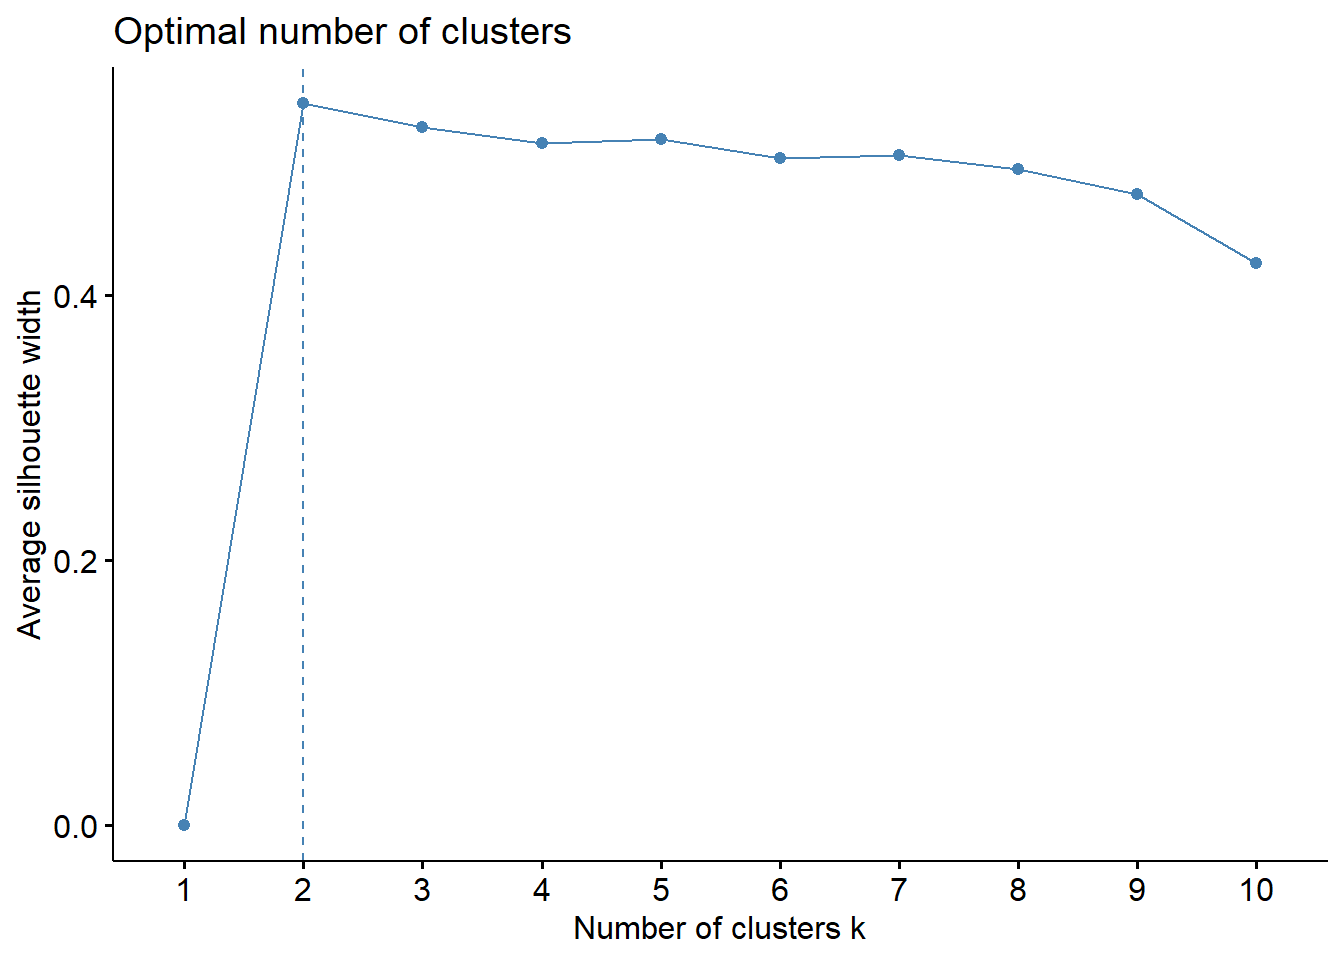 Optimal number of clusters
Average silhouette width
0.4
0.2
0.0
1 2 3 4 5 6 7 8 9 10
Number of clusters k